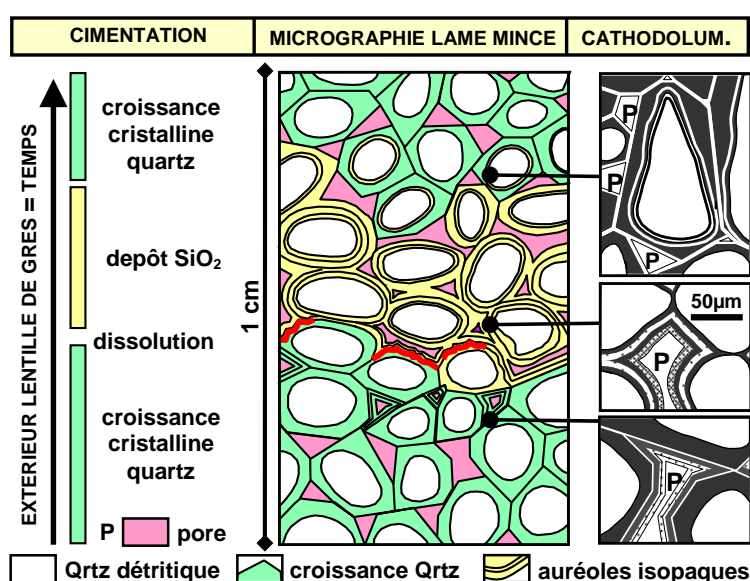 CIMENTATION
MICROGRAPHIE LAME MINCE
CATHODOLUM.
EXTERIEUR LENTILLE DE GRES = TEMPS
croissance
cristalline
quartz
depôt SiO₂
dissolution
croissance
cristalline
quartz
P pore
1 cm
P
P
P
50µm
P
P
Qrtz détritique
croissance Qrtz
auréoles isopaques